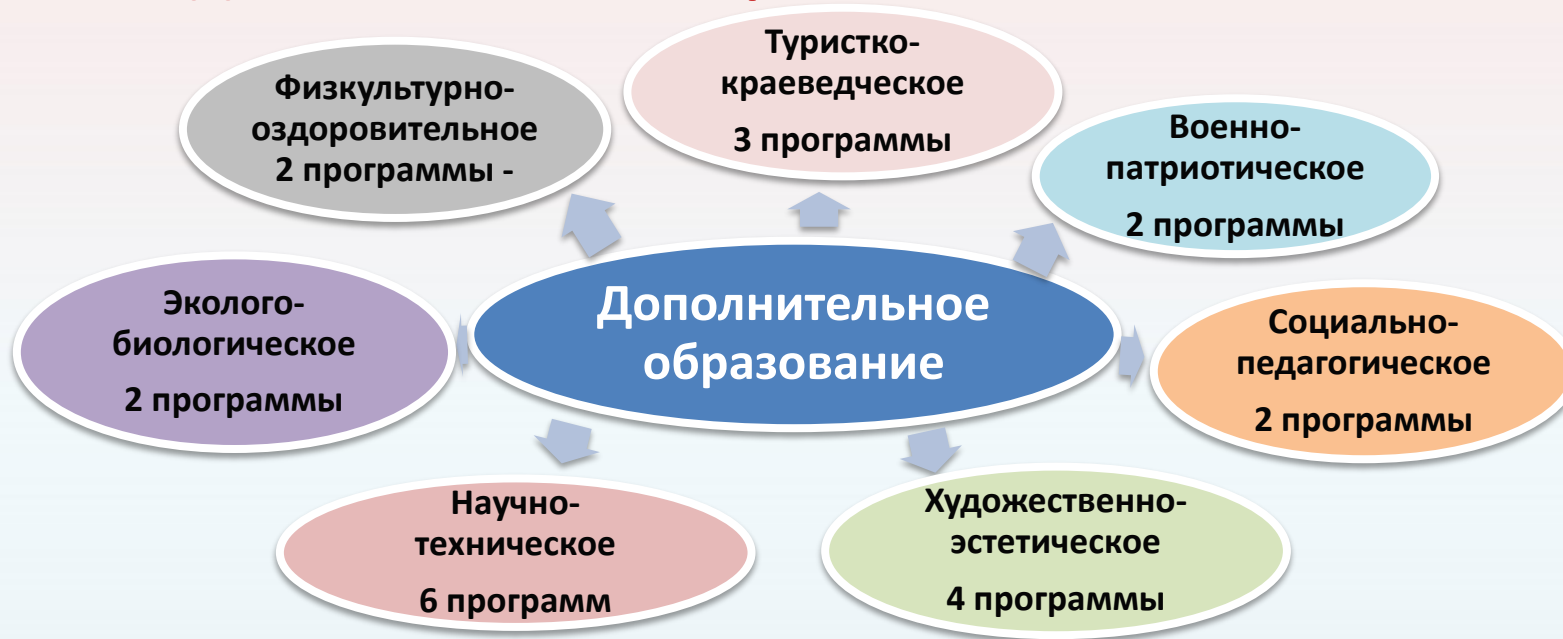 Туристко-
краеведческое
3 программы
Физкультурно-
оздоровительное
2 программы -
Военно-
патриотическое
2 программы
Эколого-
биологическое
2 программы
Дополнительное
образование
Социально-
педагогическое
2 программы
Научно-
техническое
6 программ
Художественно-
эстетическое
4 программы